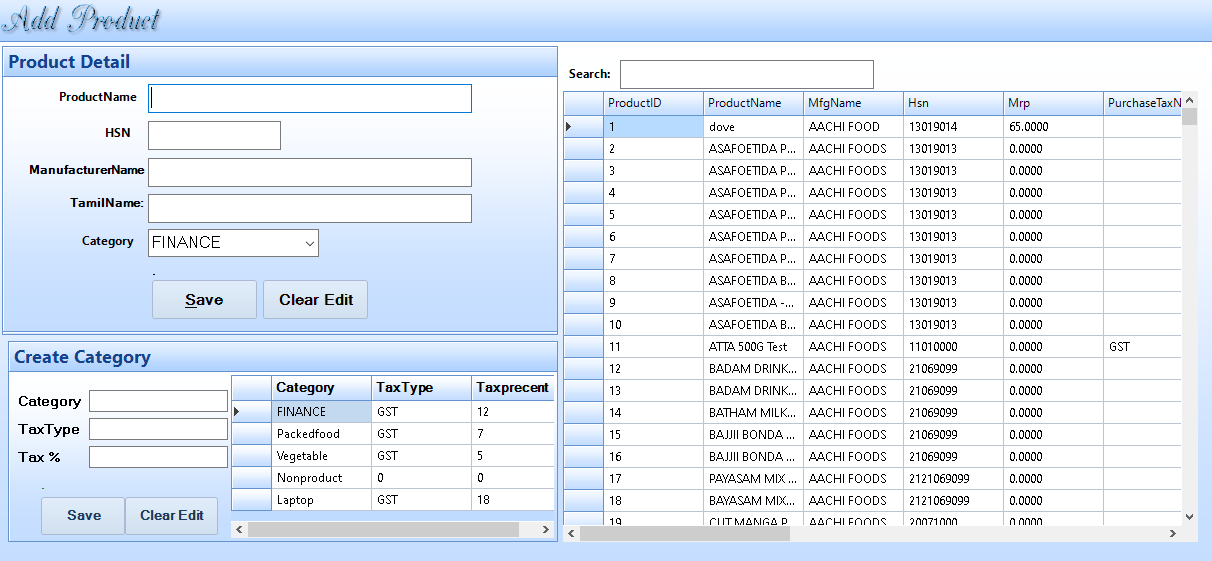 Add Product
Product Detail
ProductName
HSN
ManufacturerName
TamilName:
Category FINANCE
.
Save Clear Edit
Create Category
Category
TaxType
Tax %
.
Save Clear Edit
Category TaxType Taxprecent
FINANCE GST 12
Packedfood GST 7
Vegetable GST 5
Nonproduct 0 0
Laptop GST 18
Search:
ProductID ProductName MfgName Hsn Mrp PurchaseTaxN
1 dove AACHI FOOD 13019014 65.0000
2 ASAFOETIDA P... AACHI FOODS 13019013 0.0000
3 ASAFOETIDA P... AACHI FOODS 13019013 0.0000
4 ASAFOETIDA P... AACHI FOODS 13019013 0.0000
5 ASAFOETIDA P... AACHI FOODS 13019013 0.0000
6 ASAFOETIDA P... AACHI FOODS 13019013 0.0000
7 ASAFOETIDA P... AACHI FOODS 13019013 0.0000
8 ASAFOETIDA B... AACHI FOODS 13019013 0.0000
9 ASAFOETIDA -... AACHI FOODS 13019013 0.0000
10 ASAFOETIDA B... AACHI FOODS 13019013 0.0000
11 ATTA 500G Test AACHI FOODS 11010000 0.0000 GST
12 BADAM DRINK... AACHI FOODS 21069099 0.0000
13 BADAM DRINK... AACHI FOODS 21069099 0.0000
14 BATHAM MILK... AACHI FOODS 21069099 0.0000
15 BAJJII BONDA ... AACHI FOODS 21069099 0.0000
16 BAJJII BONDA ... AACHI FOODS 21069099 0.0000
17 PAYASAM MIX ... AACHI FOODS 2121069099 0.0000
18 BAYASAM MIX... AACHI FOODS 2121069099 0.0000
19 CUT MANGA P... AACHI FOODS 20071000 0.0000